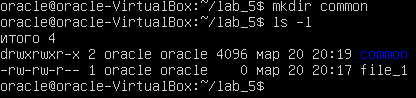 oracle@oracle-VirtualBox:~/lab_5$ mkdir common
oracle@oracle-VirtualBox:~/lab_5$ ls -l
итого 4
drwxrwxr-x 2 oracle oracle 4096 мар 20 20:19 common
-rw-rw-r-- 1 oracle oracle    0 мар 20 20:17 file_1
oracle@oracle-VirtualBox:~/lab_5$